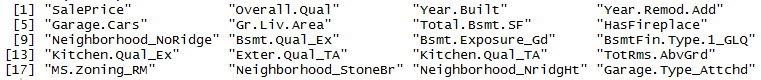 [1] "SalePrice" "Overall.Qual" "Year.Built" "Year.Remod.Add"
[5] "Garage.Cars" "Gr.Liv.Area" "Total.Bsmt.SF" "HasFireplace"
[9] "Neighborhood_NoRidge" "Bsmt.Qual_Ex" "Bsmt.Exposure_Gd" "BsmtFin.Type.1_GLQ"
[13] "Kitchen.Qual_Ex" "Exter.Qual_TA" "Kitchen.Qual_TA" "TotRms.AbvGrd"
[17] "MS.Zoning_RM" "Neighborhood_StoneBr" "Neighborhood_NridgHt" "Garage.Type_Attchd"